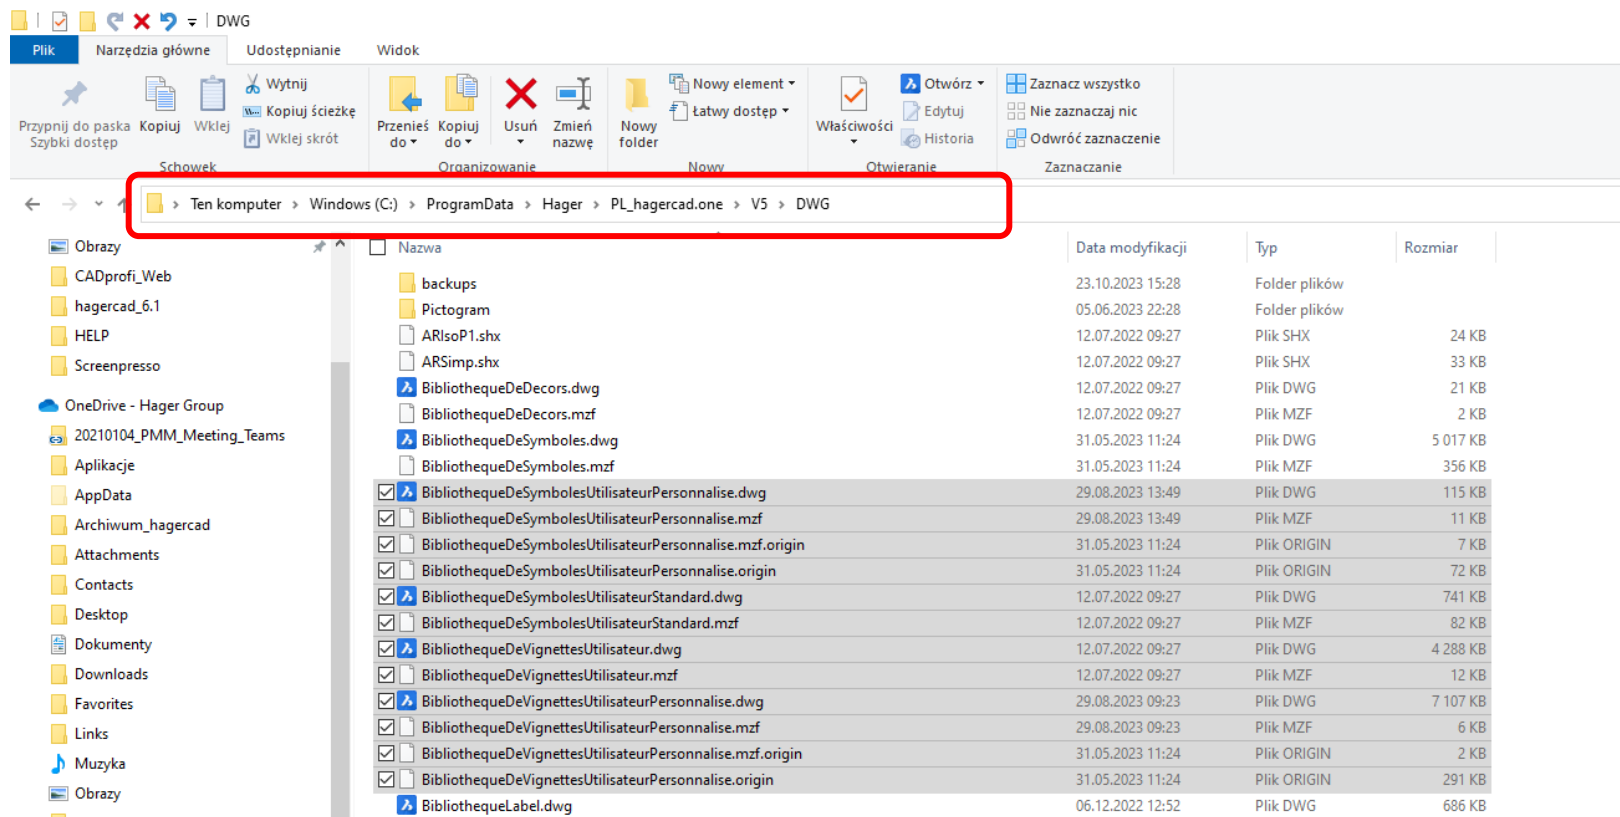 DWG
Plik Narzędzia główne Udostępnianie Widok
Przypnij do paska Szybki dostęp
Kopiuj
Wklej
Wytnij
Kopiuj ścieżkę
Wklej skrót
Schowek
Przenieś do
Kopiuj do
Usuń
Zmień nazwę
Organizowanie
Nowy folder
Nowy element
Łatwy dostęp
Nowy
Właściwości
Otwórz
Edytuj
Historia
Otwieranie
Zaznacz wszystko
Nie zaznaczaj nic
Odwróć zaznaczenie
Zaznaczanie
Ten komputer > Windows (C:) > ProgramData > Hager > PL_hagercad.one > V5 > DWG
Obrazy
CADprofi_Web
hagercad_6.1
HELP
Screenpresso
OneDrive - Hager Group
20210104_PMM_Meeting_Teams
Aplikacje
AppData
Archiwum_hagercad
Attachments
Contacts
Desktop
Dokumenty
Downloads
Favorites
Links
Muzyka
Obrazy
Nazwa Data modyfikacji Typ Rozmiar
backups 23.10.2023 15:28 Folder plików
Pictogram 05.06.2023 22:28 Folder plików
ARIsoP1.shx 12.07.2022 09:27 Plik SHX 24 KB
ARSimp.shx 12.07.2022 09:27 Plik SHX 33 KB
BibliothequeDeDecors.dwg 12.07.2022 09:27 Plik DWG 21 KB
BibliothequeDeDecors.mzf 12.07.2022 09:27 Plik MZF 2 KB
BibliothequeDeSymboles.dwg 31.05.2023 11:24 Plik DWG 5 017 KB
BibliothequeDeSymboles.mzf 31.05.2023 11:24 Plik MZF 356 KB
BibliothequeDeSymbolesUtilisateurPersonnalise.dwg 29.08.2023 13:49 Plik DWG 115 KB
BibliothequeDeSymbolesUtilisateurPersonnalise.mzf 29.08.2023 13:49 Plik MZF 11 KB
BibliothequeDeSymbolesUtilisateurPersonnalise.mzf.origin 31.05.2023 11:24 Plik ORIGIN 7 KB
BibliothequeDeSymbolesUtilisateurPersonnalise.origin 31.05.2023 11:24 Plik ORIGIN 72 KB
BibliothequeDeSymbolesUtilisateurStandard.dwg 12.07.2022 09:27 Plik DWG 741 KB
BibliothequeDeSymbolesUtilisateurStandard.mzf 12.07.2022 09:27 Plik MZF 82 KB
BibliothequeDeVignettesUtilisateur.dwg 12.07.2022 09:27 Plik DWG 4 288 KB
BibliothequeDeVignettesUtilisateur.mzf 12.07.2022 09:27 Plik MZF 12 KB
BibliothequeDeVignettesUtilisateurPersonnalise.dwg 29.08.2023 09:23 Plik DWG 7 107 KB
BibliothequeDeVignettesUtilisateurPersonnalise.mzf 29.08.2023 09:23 Plik MZF 6 KB
BibliothequeDeVignettesUtilisateurPersonnalise.mzf.origin 31.05.2023 11:24 Plik ORIGIN 2 KB
BibliothequeDeVignettesUtilisateurPersonnalise.origin 31.05.2023 11:24 Plik ORIGIN 291 KB
BibliothequeLabel.dwg 06.12.2022 12:52 Plik DWG 686 KB